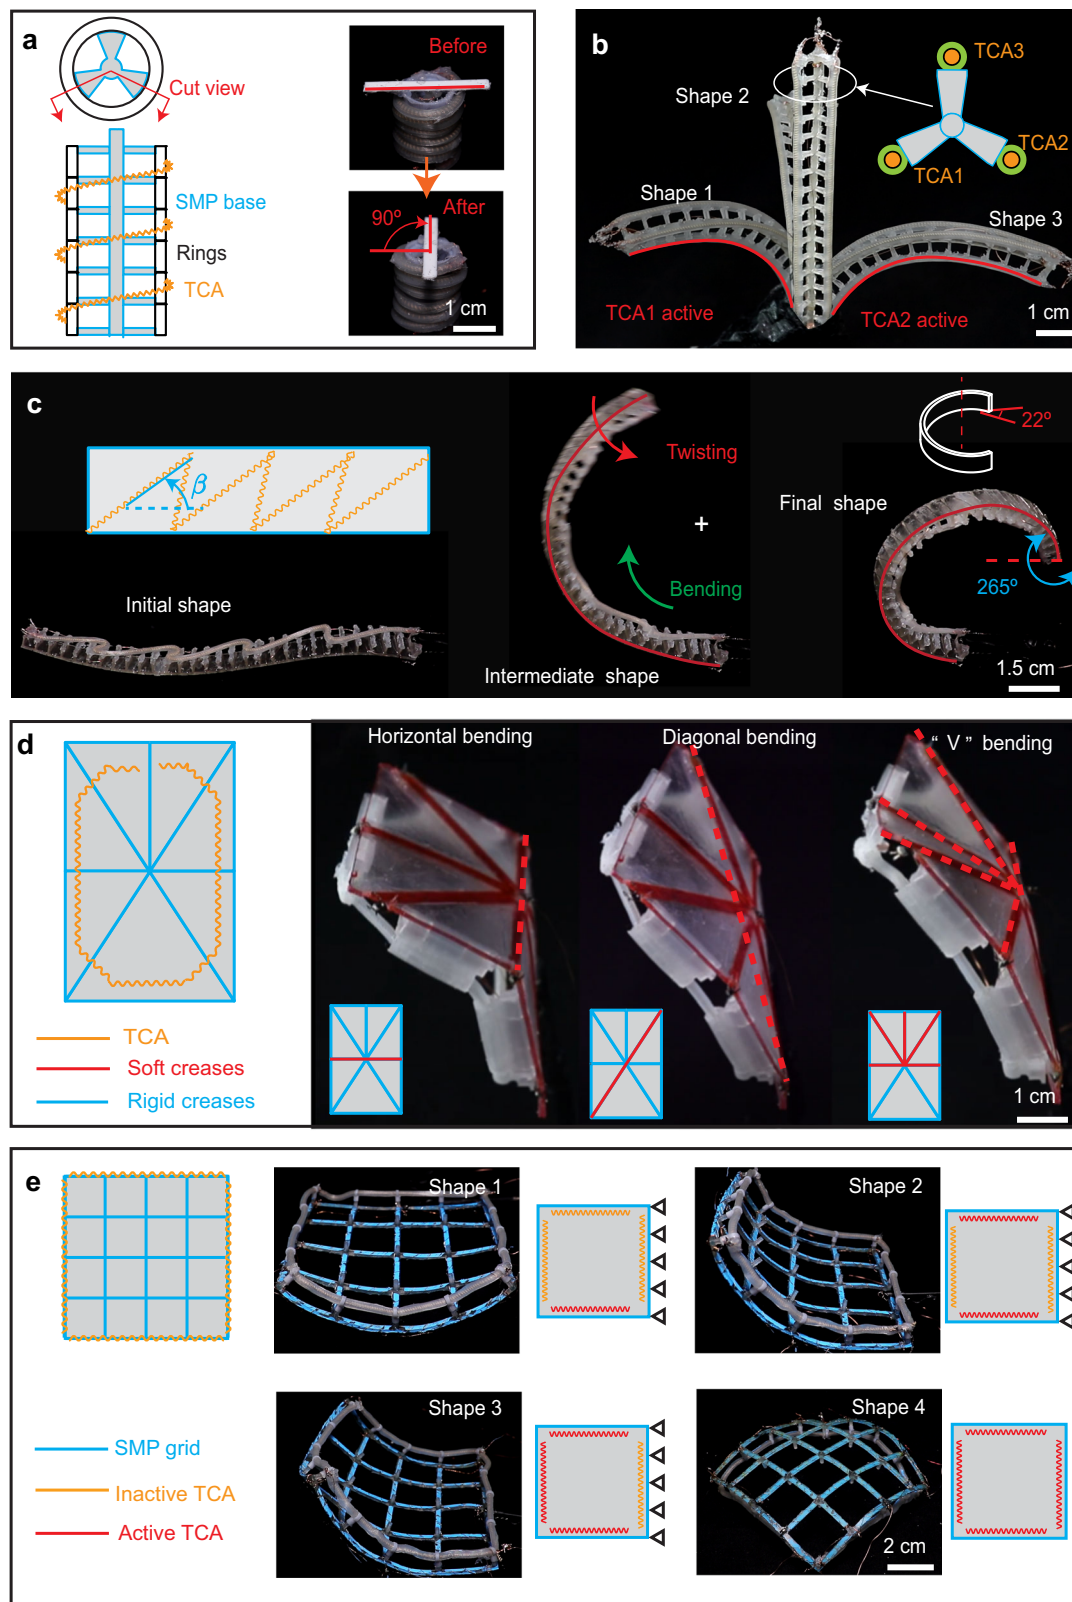 a
Cut view
SMP base
Rings
TCA
Before
90º
After
1 cm
b
Shape 2
TCA3
TCA2
TCA1
Shape 1
Shape 3
TCA1 active
TCA2 active
1 cm
c
β
Initial shape
Twisting
+
Bending
Intermediate shape
22º
Final shape
265º
1.5 cm
d
Horizontal bending
Diagonal bending
“ V ” bending
TCA
Soft creases
Rigid creases
1 cm
e
Shape 1
Shape 2
Shape 3
Shape 4
SMP grid
Inactive TCA
Active TCA
2 cm